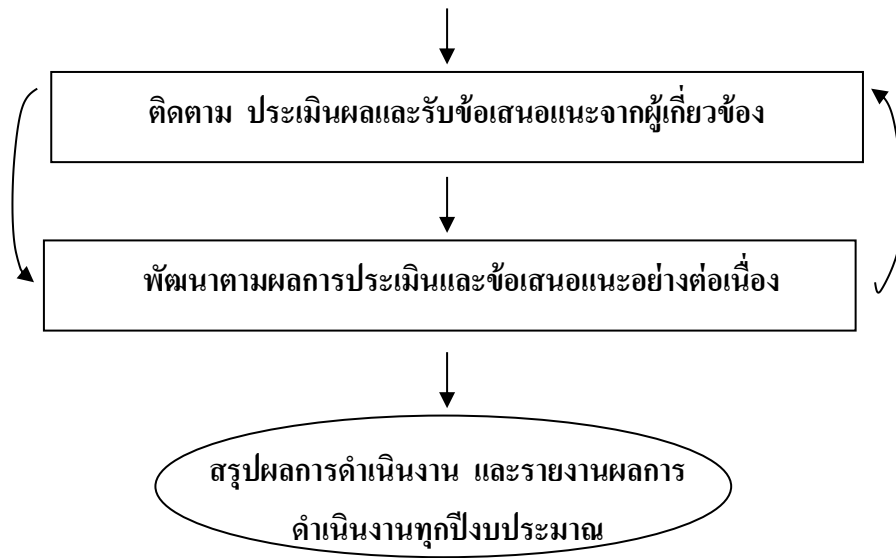 ติดตาม ประเมินผลและรับข้อเสนอแนะจากผู้เกี่ยวข้อง
พัฒนาตามผลการประเมินและข้อเสนอแนะอย่างต่อเนื่อง
สรุปผลการดำเนินงาน และรายงานผลการ
ดำเนินงานทุกปีงบประมาณ